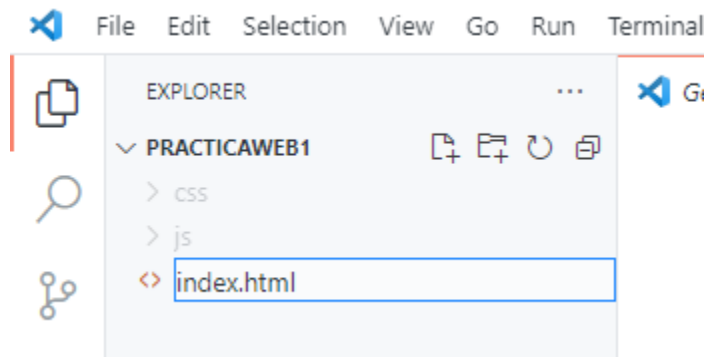 File Edit Selection View Go Run Terminal
EXPLORER
PRACTICAWEB1
css
js
index.html